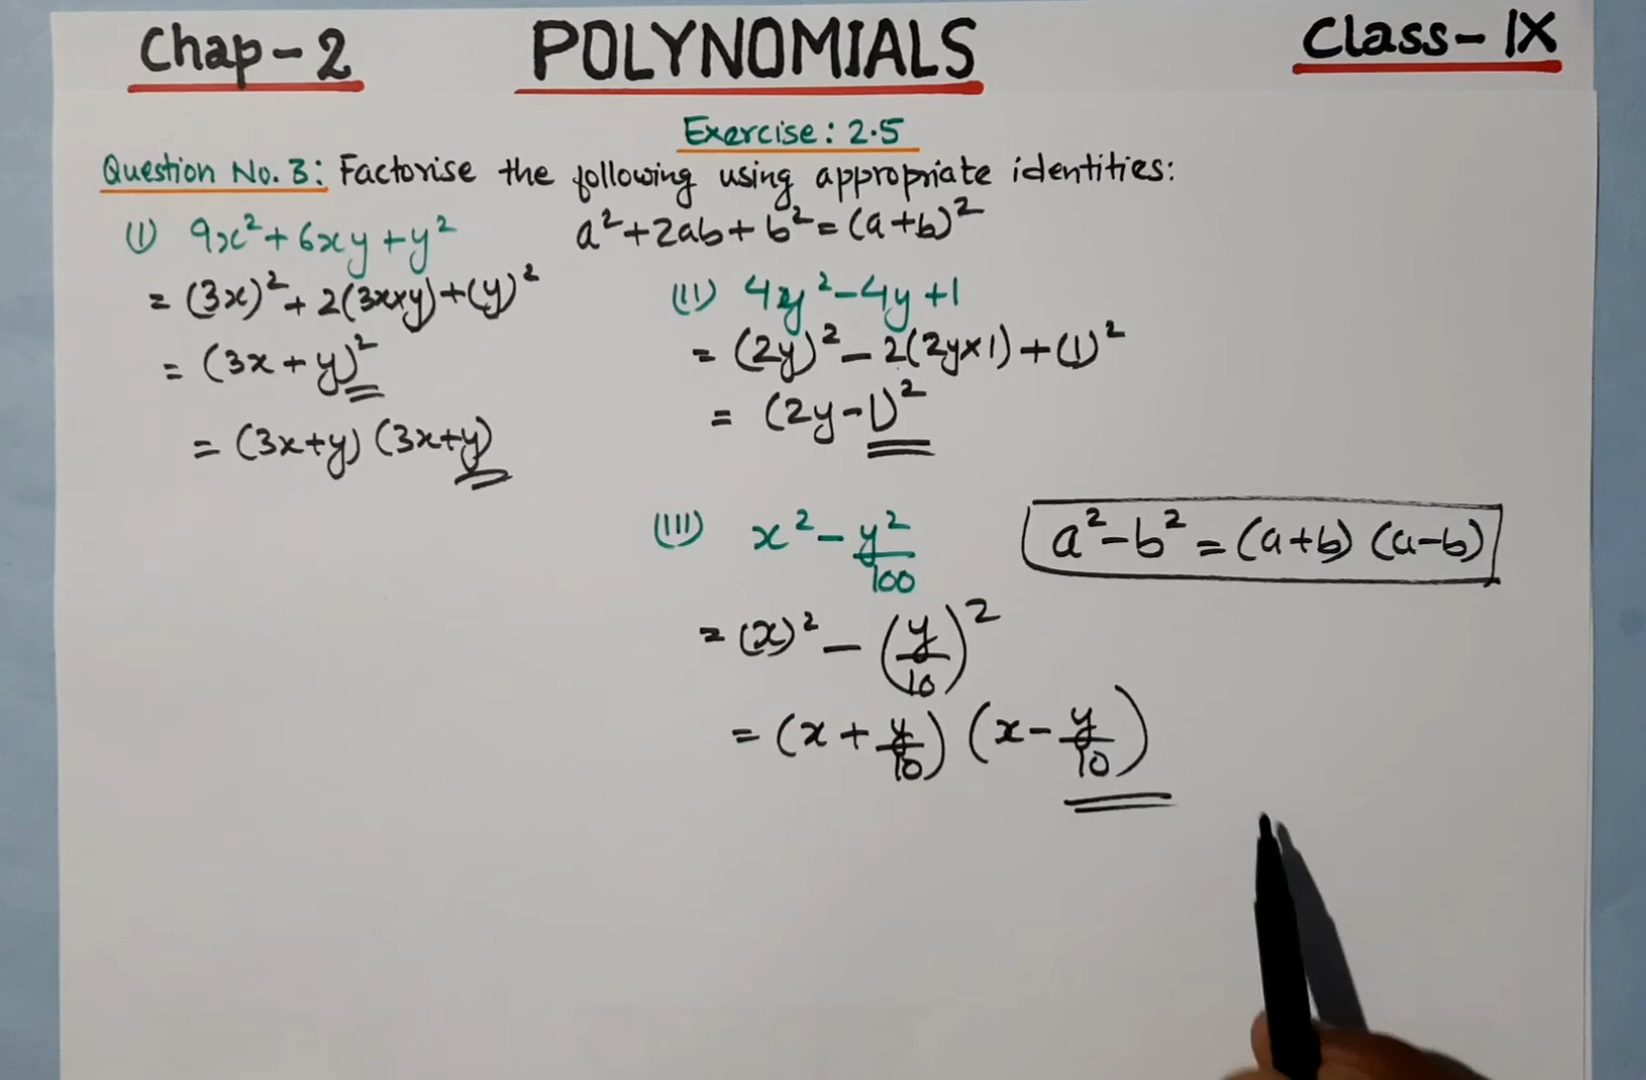 Chap-2 POLYNOMIALS Class-IX
Exercise: 2.5
Question No. 3: Factorise the following using appropriate identities:
(I) 9x²+6xy+y² a²+2ab+b²=(a+b)²
= (3x)²+2(3x×y)+(y)²
= (3x+y)²
= (3x+y) (3x+y)
(II) 4y²-4y+1
= (2y)²-2(2y×1)+(1)²
= (2y-1)²
(III) x²-y²/100 a²-b²=(a+b) (a-b)
= (x)²-(y/10)²
= (x+y/10) (x-y/10)